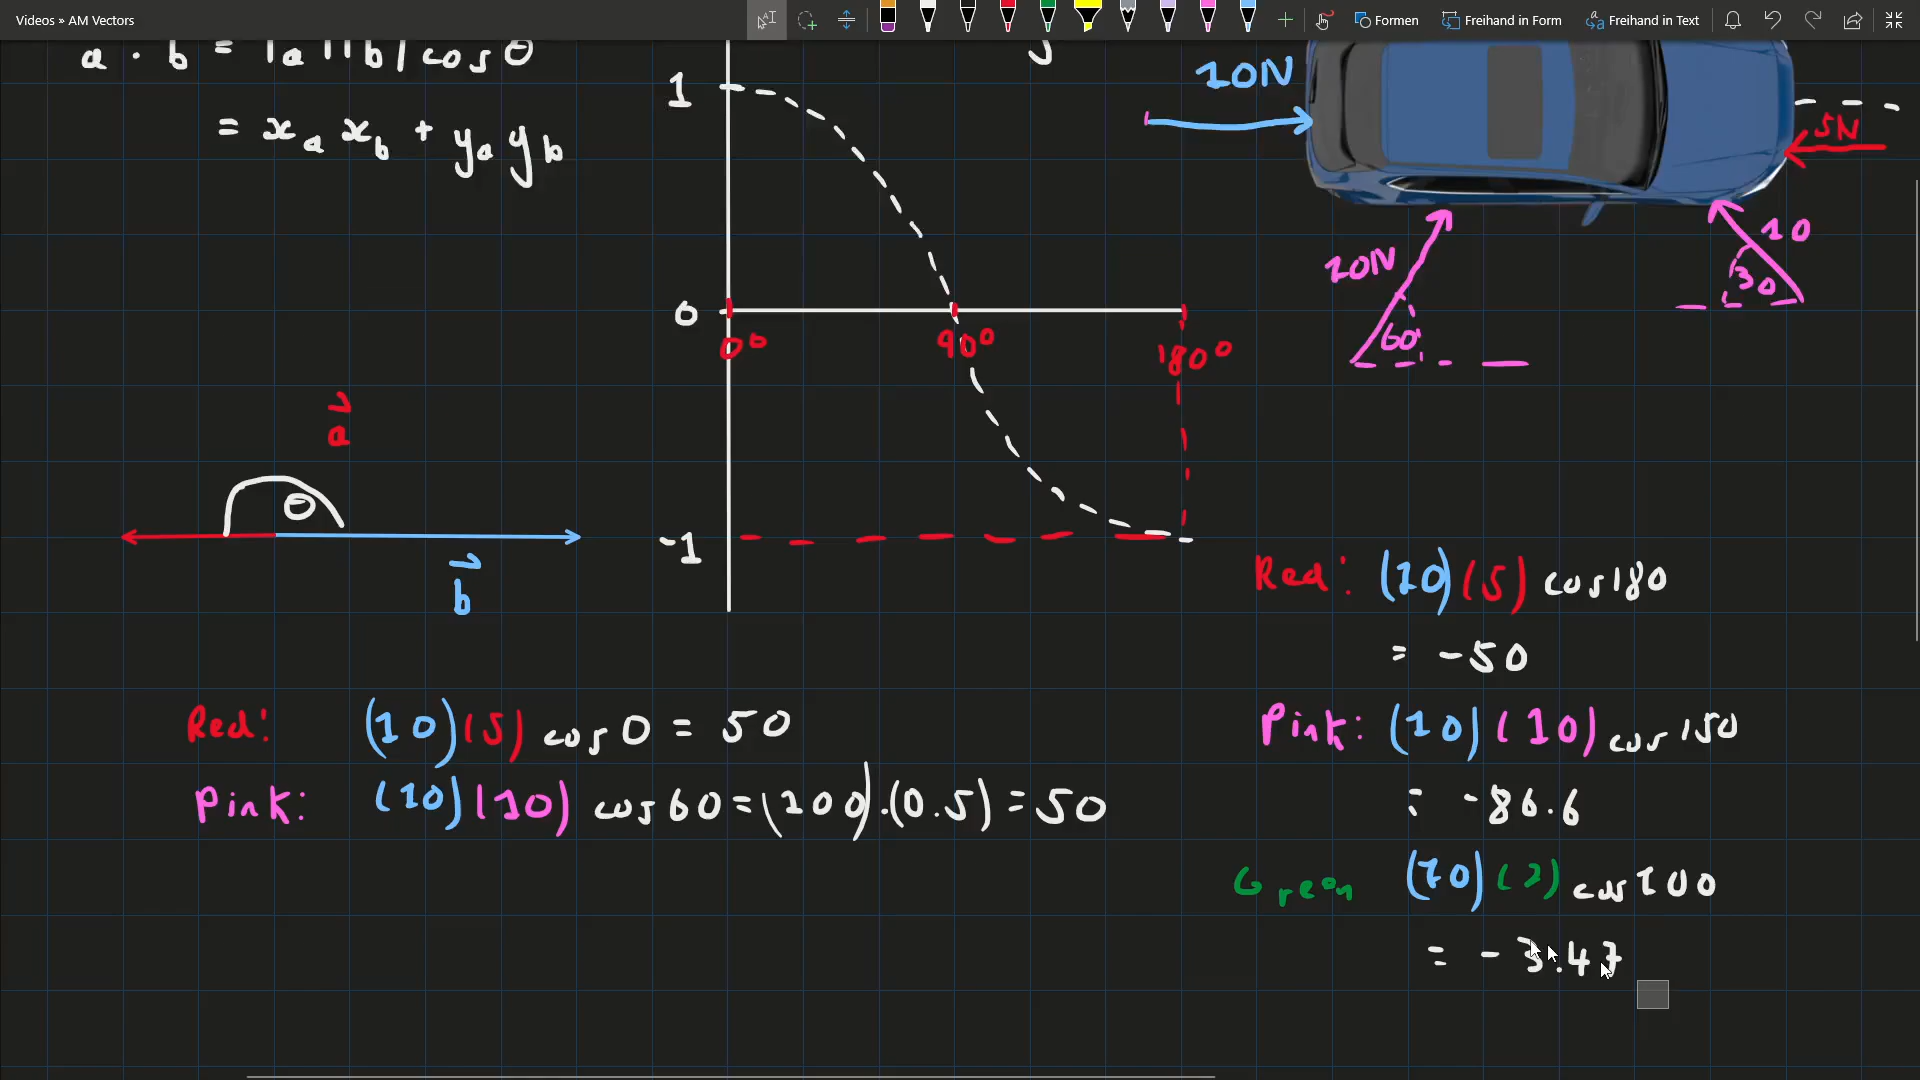 Videos » AM Vectors
Formen
Freihand in Form
Freihand in Text
a · b = |a||b| cos θ
= xₐ x_b + yₐ y_b
1
0
-1
0°
90°
180°
a
θ
b
10N
5N
10N
60
10
30
Red: (10)(5) cos 0 = 50
Pink: (10)(10) cos 60 = (100).(0.5) = 50
Red: (10)(5) cos 180
= -50
Pink: (10)(10) cos 150
= -86.6
Green (10)(2) cos 100
= -3.47